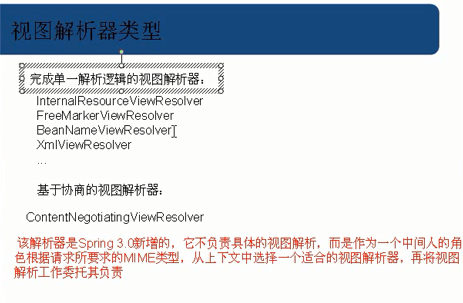 视图解析器类型
完成单一解析逻辑的视图解析器：
InternalResourceViewResolver
FreeMarkerViewResolver
BeanNameViewResolver
XmlViewResolver
...
基于协商的视图解析器：
ContentNegotiatingViewResolver
该解析器是Spring 3.0新增的，它不负责具体的视图解析，而是作为一个中间人的角
色根据请求所要求的MIME类型，从上下文中选择一个适合的视图解析器，再将视图
解析工作委托其负责